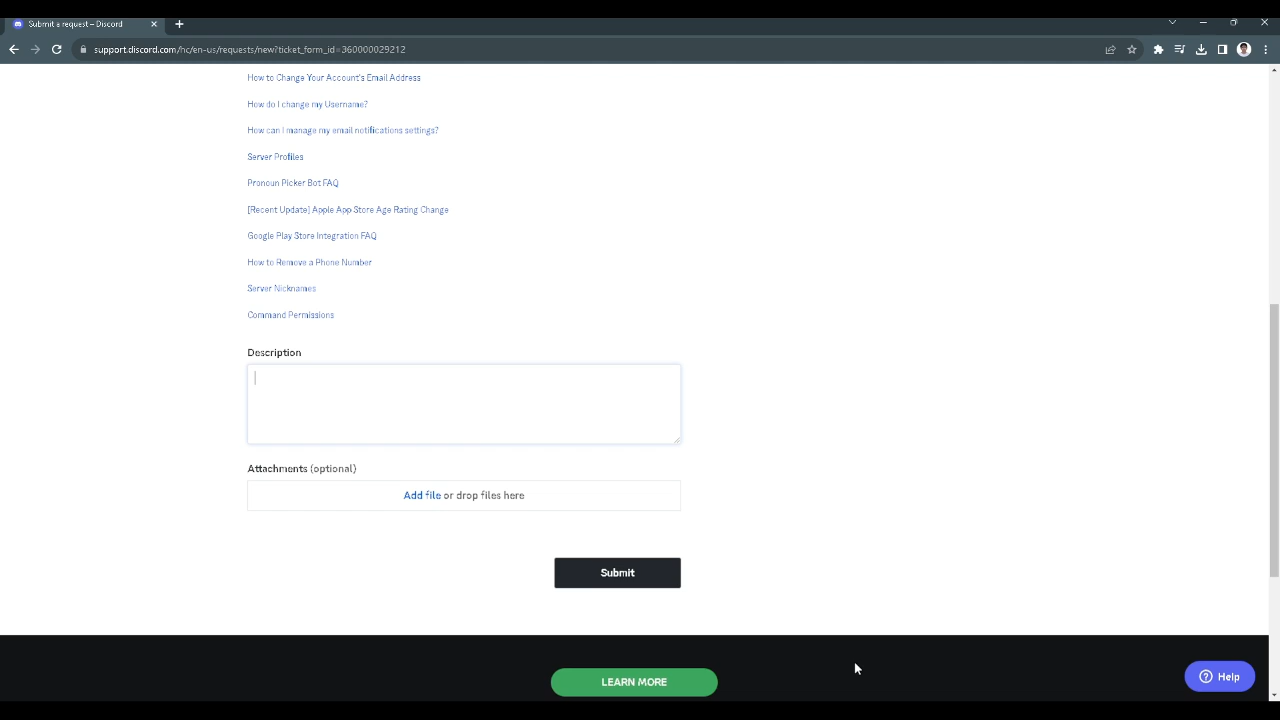 Submit a request – Discord
support.discord.com/hc/en-us/requests/new?ticket_form_id=360000029212
How to Change Your Account's Email Address
How do I change my Username?
How can I manage my email notifications settings?
Server Profiles
Pronoun Picker Bot FAQ
[Recent Update] Apple App Store Age Rating Change
Google Play Store Integration FAQ
How to Remove a Phone Number
Server Nicknames
Command Permissions
Description
Attachments (optional)
Add file or drop files here
Submit
LEARN MORE
Help